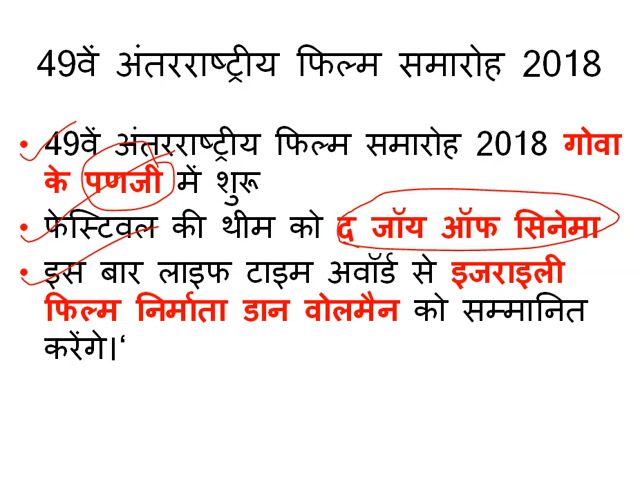 49वें अंतरराष्ट्रीय फिल्म समारोह 2018
• 49वें अंतरराष्ट्रीय फिल्म समारोह 2018 गोवा
के पणजी में शुरू
• फेस्टिवल की थीम को द जॉय ऑफ सिनेमा
• इस बार लाइफ टाइम अवॉर्ड से इजराइली
फिल्म निर्माता डान वोलमैन को सम्मानित
करेंगे।‘